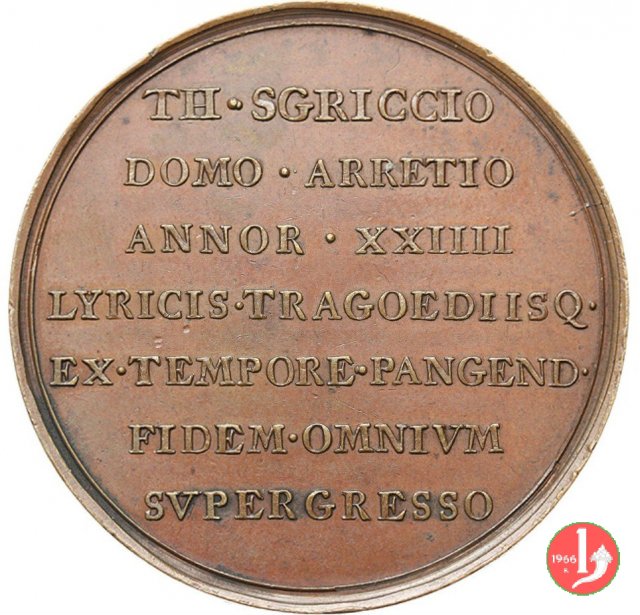 TH · SGRICCIO
DOMO · ARRETIO
ANNOR · XXIIII
LYRICIS · TRAGOEDIISQ ·
EX · TEMPORE · PANGEND ·
FIDEM · OMNIVM
SVPERGRESSO
1966